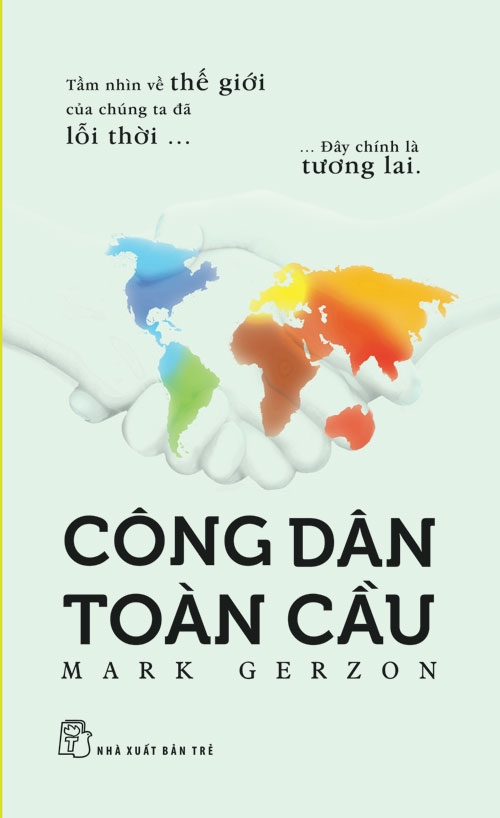 Tầm nhìn về thế giới
của chúng ta đã
lỗi thời ...
... Đây chính là
tương lai.
CÔNG DÂN
TOÀN CẦU
MARK GERZON
T
NHÀ XUẤT BẢN TRẺ